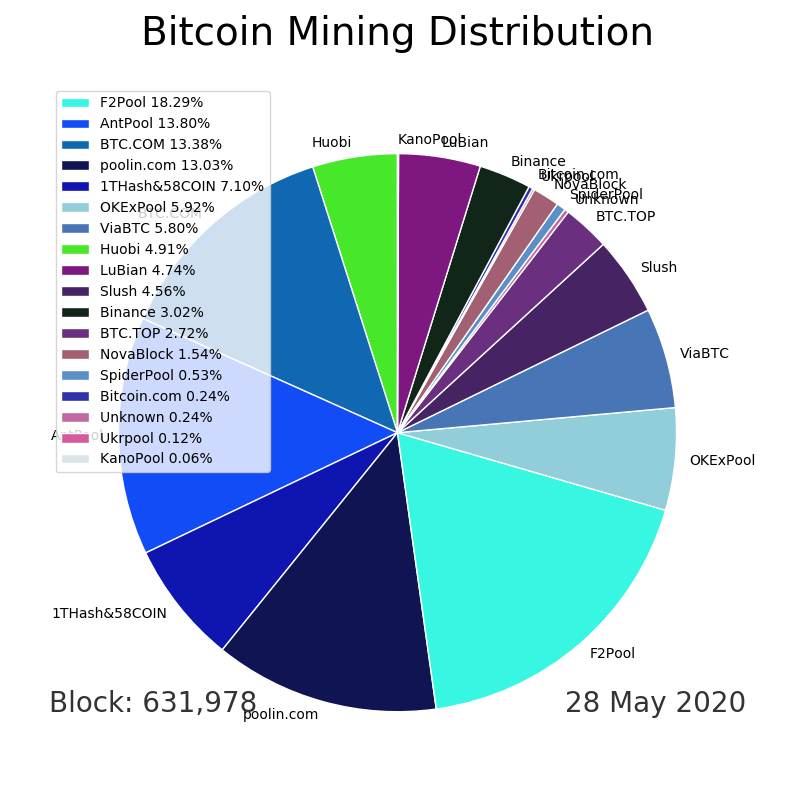 Bitcoin Mining Distribution
F2Pool 18.29%
AntPool 13.80%
BTC.COM 13.38%
poolin.com 13.03%
1THash&58COIN 7.10%
OKExPool 5.92%
ViaBTC 5.80%
Huobi 4.91%
LuBian 4.74%
Slush 4.56%
Binance 3.02%
BTC.TOP 2.72%
NovaBlock 1.54%
SpiderPool 0.53%
Bitcoin.com 0.24%
Unknown 0.24%
Ukrpool 0.12%
KanoPool 0.06%
Huobi
KanoPool
LuBian
Binance
Bitcoin.com
Ukrpool
NovaBlock
SpiderPool
Unknown
BTC.TOP
BTC.COM
Slush
ViaBTC
AntPool
OKExPool
1THash&58COIN
F2Pool
poolin.com
Block: 631,978
28 May 2020